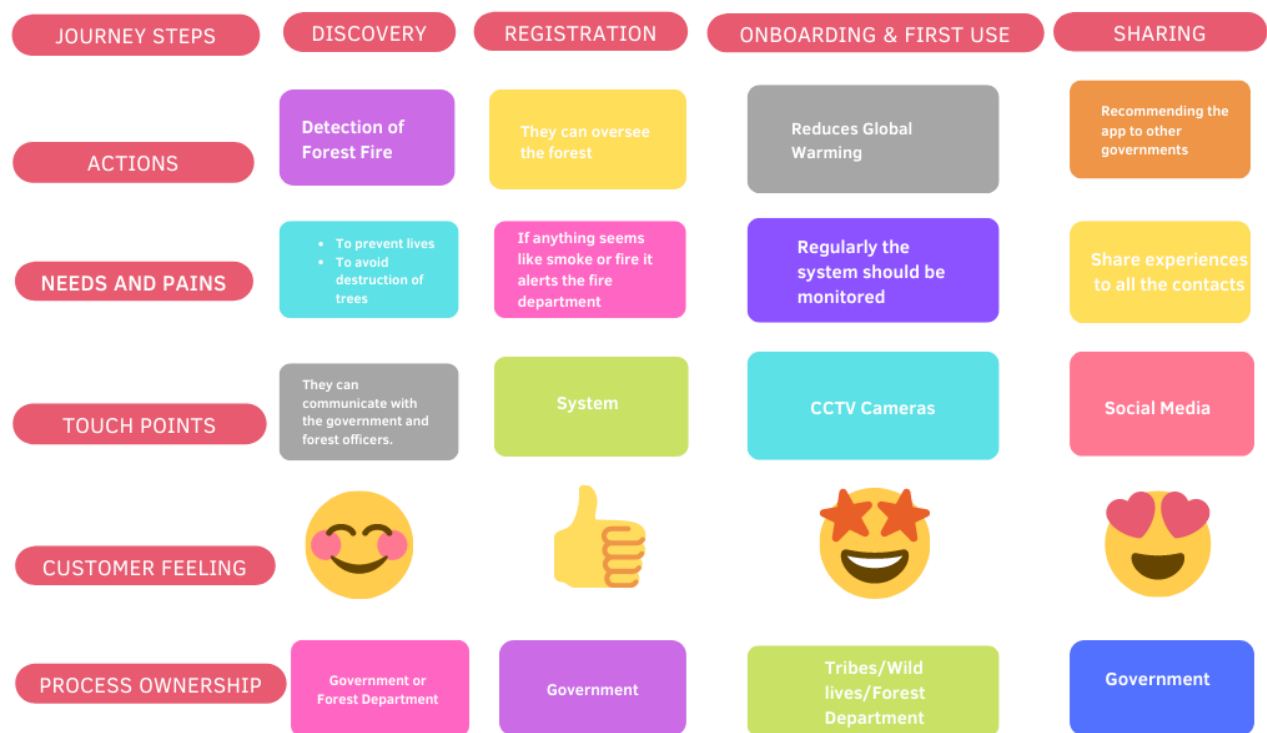 JOURNEY STEPS
DISCOVERY
REGISTRATION
ONBOARDING & FIRST USE
SHARING
ACTIONS
Detection of
Forest Fire
They can oversee
the forest
Reduces Global
Warming
Recommending the
app to other
governments
NEEDS AND PAINS
• To prevent lives
• To avoid
destruction of
trees
If anything seems
like smoke or fire it
alerts the fire
department
Regularly the
system should be
monitored
Share experiences
to all the contacts
TOUCH POINTS
They can
communicate with
the government and
forest officers.
System
CCTV Cameras
Social Media
CUSTOMER FEELING
PROCESS OWNERSHIP
Government or
Forest Department
Government
Tribes/Wild
lives/Forest
Department
Government